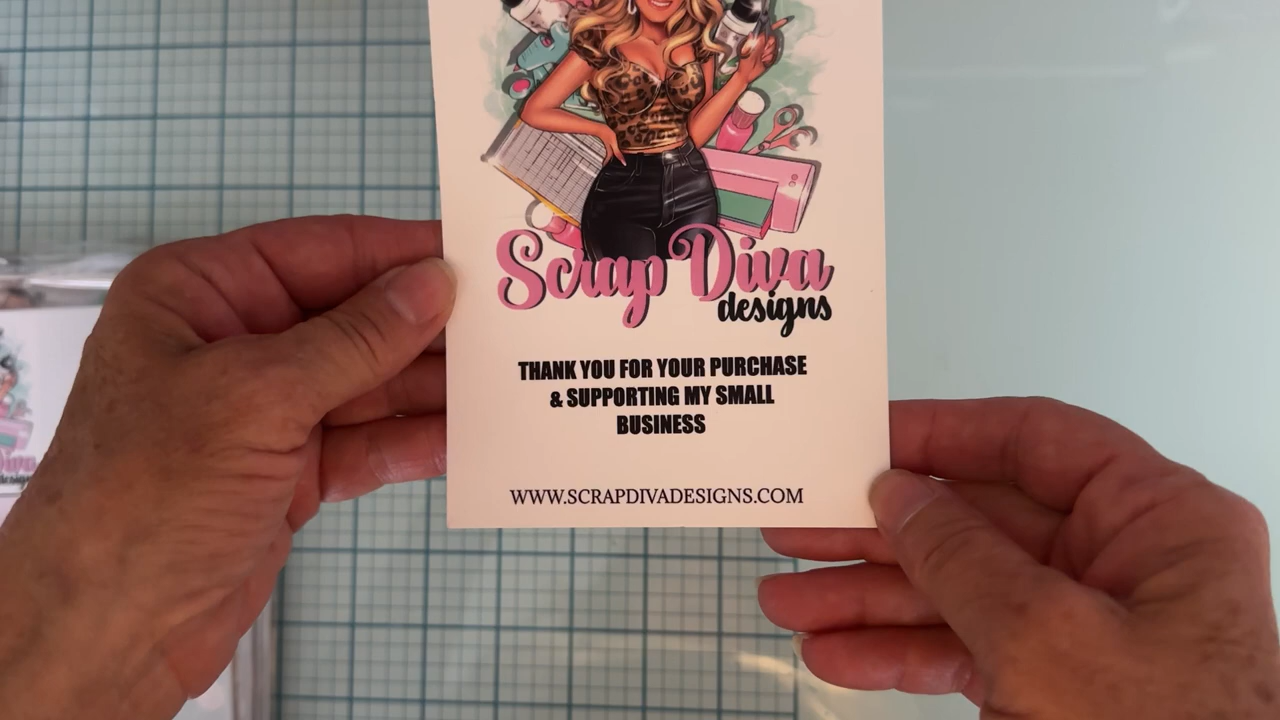 Scrap Diva
designs
THANK YOU FOR YOUR PURCHASE
& SUPPORTING MY SMALL
BUSINESS
WWW.SCRAPDIVADESIGNS.COM